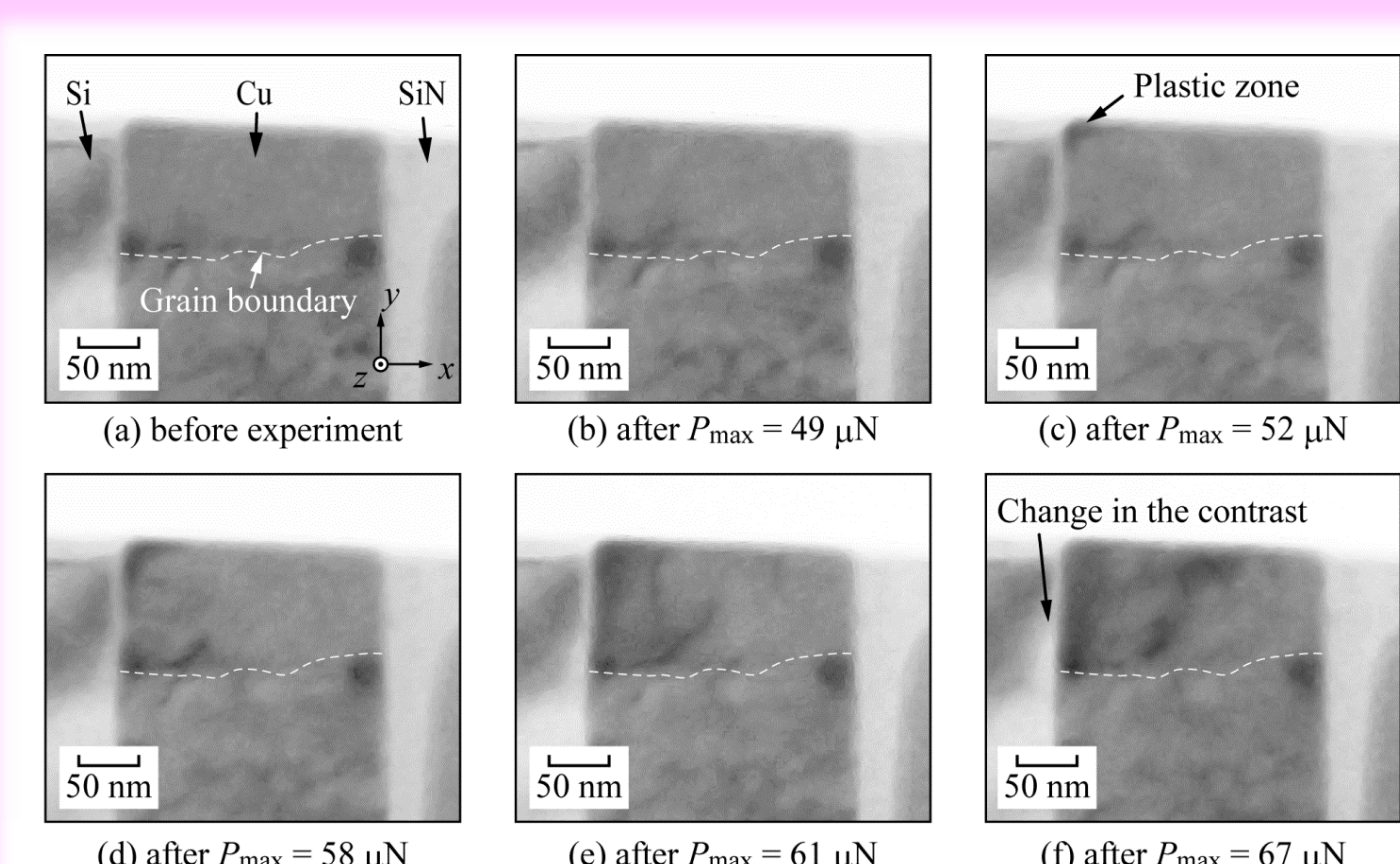 Si
Cu
SiN
Grain boundary
y
z
x
50 nm
(a) before experiment
50 nm
(b) after Pmax = 49 μN
Plastic zone
50 nm
(c) after Pmax = 52 μN
50 nm
(d) after Pmax = 58 μN
50 nm
(e) after Pmax = 61 μN
Change in the contrast
50 nm
(f) after Pmax = 67 μN